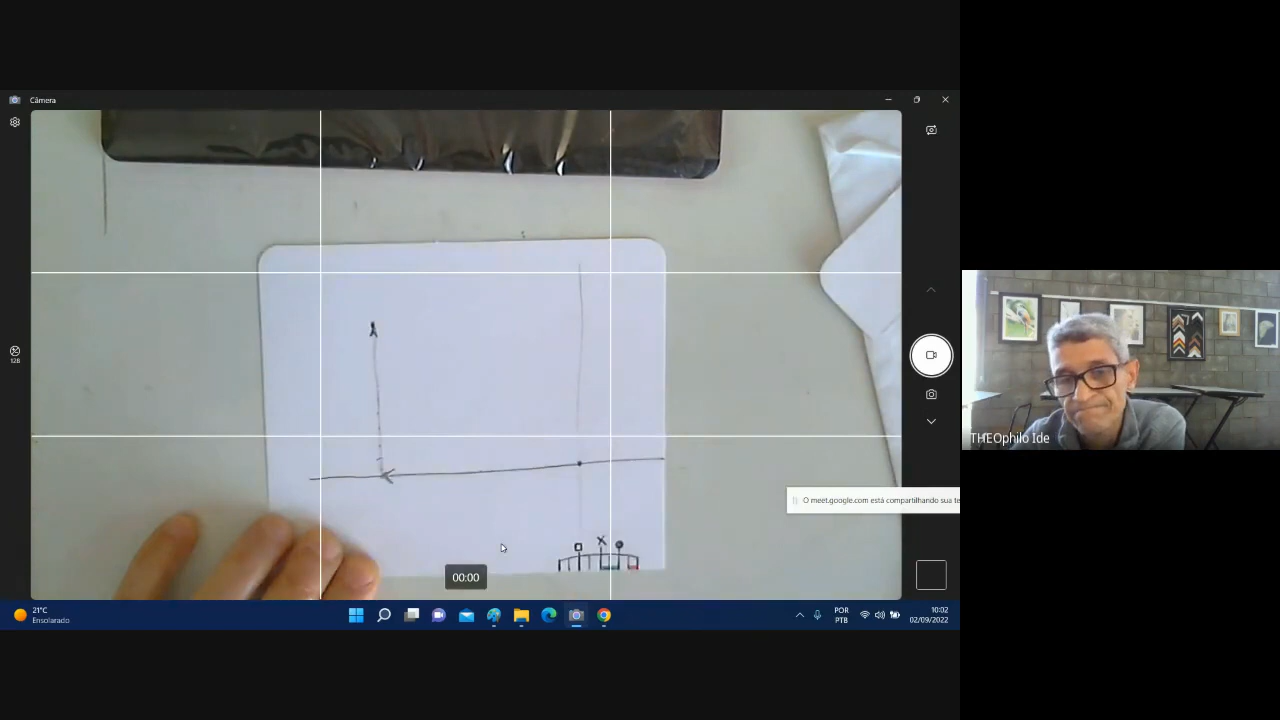 Câmera
128
A
x
O meet.google.com está compartilhando sua te
THEOphilo Ide
00:00
21°C
Ensolarado
POR
PTB
10:02
02/09/2022